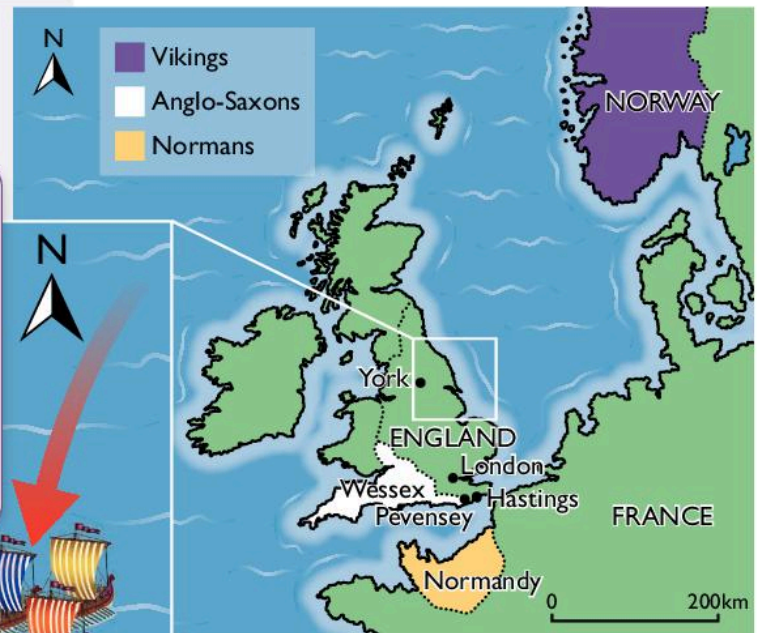 N
Vikings
Anglo-Saxons
Normans
NORWAY
N
York
ENGLAND
London
Wessex
Hastings
Pevensey
FRANCE
Normandy
0 200km